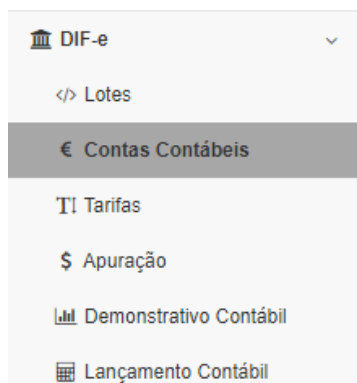 DIF-e
</> Lotes
€ Contas Contábeis
TI Tarifas
$ Apuração
Demonstrativo Contábil
Lançamento Contábil